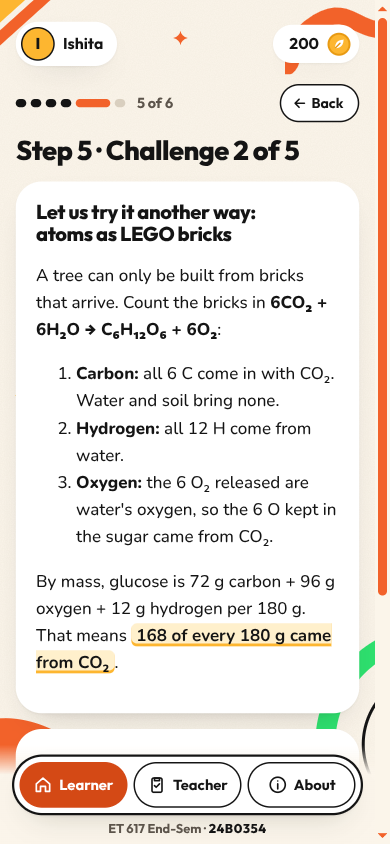 I Ishita
200
5 of 6
← Back
Step 5 · Challenge 2 of 5
Let us try it another way:
atoms as LEGO bricks
A tree can only be built from bricks
that arrive. Count the bricks in 6CO₂ +
6H₂O → C₆H₁₂O₆ + 6O₂:
1. Carbon: all 6 C come in with CO₂.
Water and soil bring none.
2. Hydrogen: all 12 H come from
water.
3. Oxygen: the 6 O₂ released are
water's oxygen, so the 6 O kept in
the sugar came from CO₂.
By mass, glucose is 72 g carbon + 96 g
oxygen + 12 g hydrogen per 180 g.
That means 168 of every 180 g came
from CO₂.
Learner Teacher About
ET 617 End-Sem · 24B0354